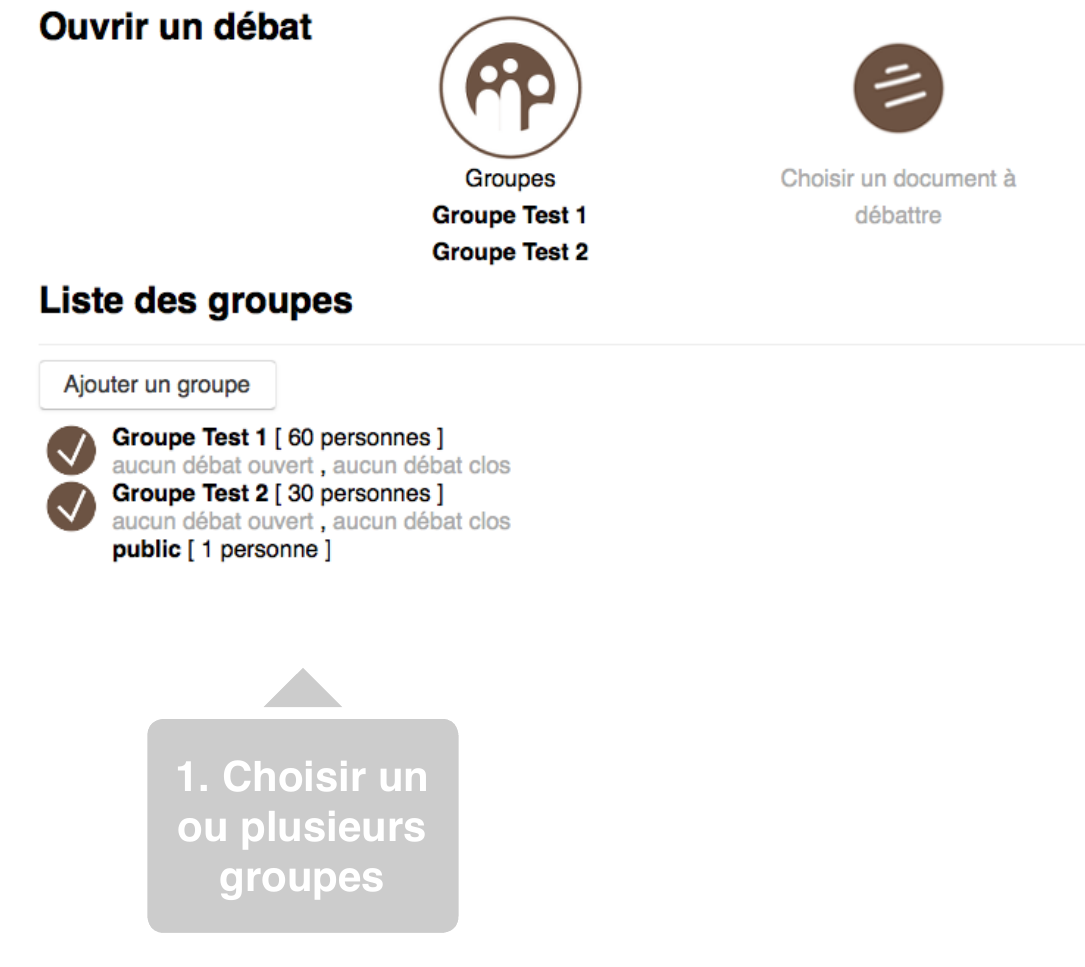 Ouvrir un débat
Groupes
Groupe Test 1
Groupe Test 2
Choisir un document à
débattre
Liste des groupes
Ajouter un groupe
Groupe Test 1 [ 60 personnes ]
aucun débat ouvert , aucun débat clos
Groupe Test 2 [ 30 personnes ]
aucun débat ouvert , aucun débat clos
public [ 1 personne ]
1. Choisir un
ou plusieurs
groupes